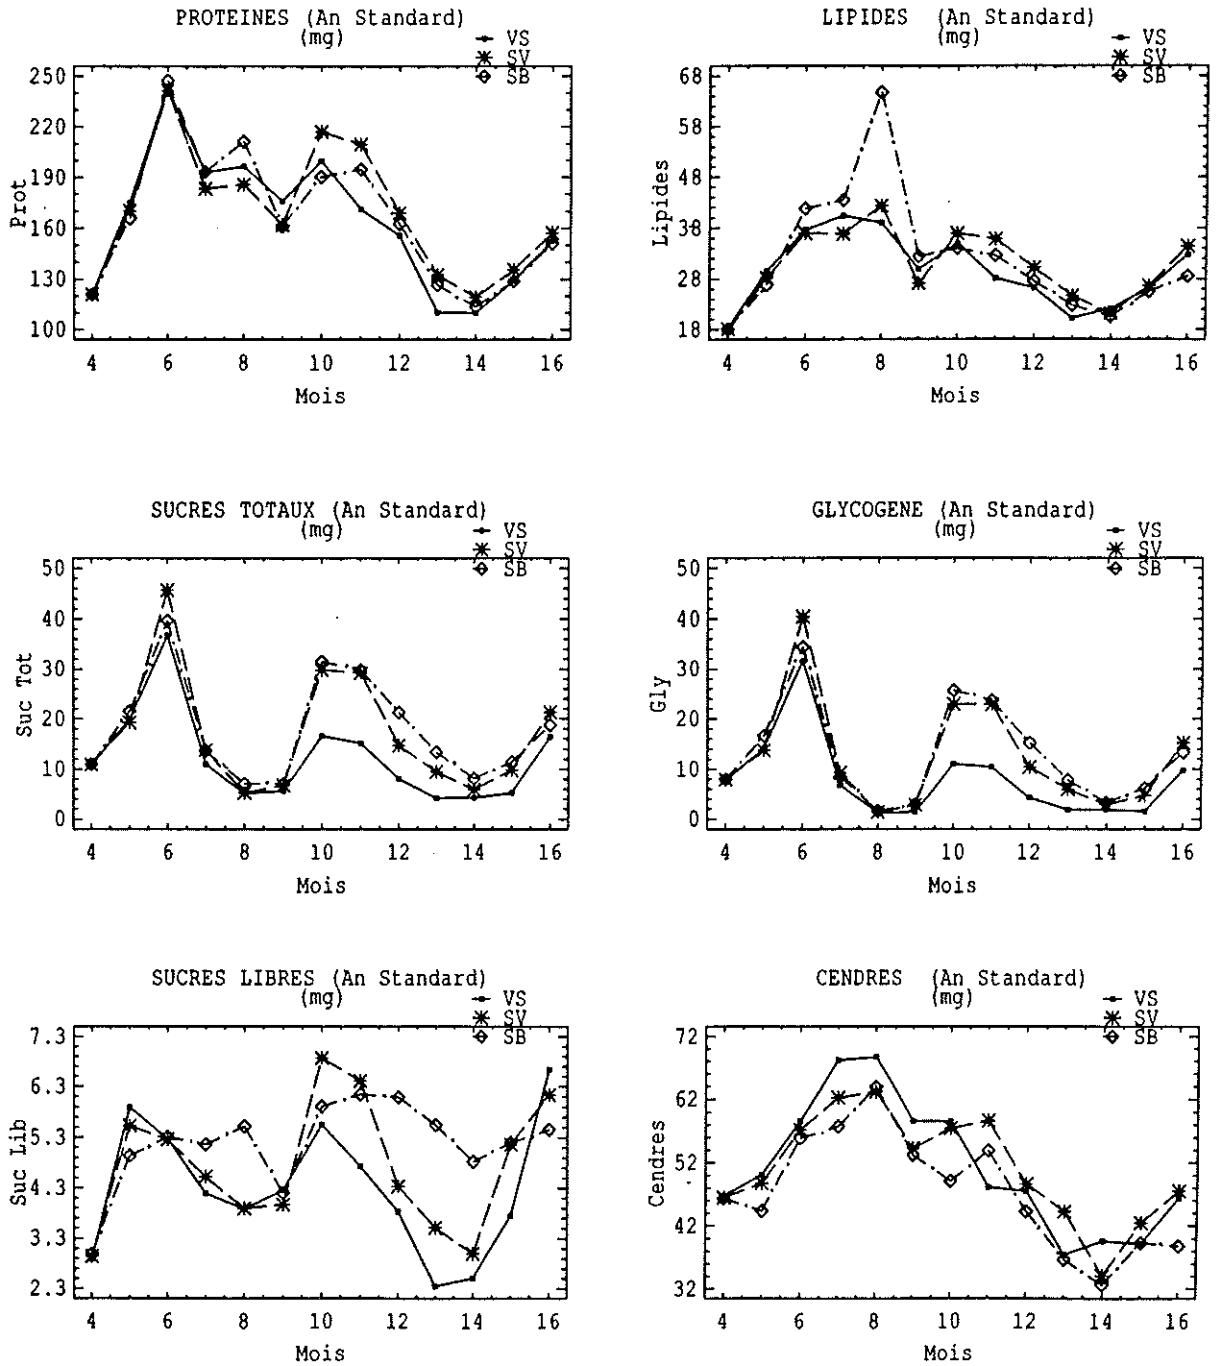 PROTEINES (An Standard)
(mg)
VS
SV
SB
250
220
190
160
130
100
Prot
4 6 8 10 12 14 16
Mois
LIPIDES (An Standard)
(mg)
VS
SV
SB
68
58
48
38
28
18
Lipides
4 6 8 10 12 14 16
Mois
SUCRES TOTAUX (An Standard)
(mg)
VS
SV
SB
50
40
30
20
10
0
Suc Tot
4 6 8 10 12 14 16
Mois
GLYCOGENE (An Standard)
(mg)
VS
SV
SB
50
40
30
20
10
0
Gly
4 6 8 10 12 14 16
Mois
SUCRES LIBRES (An Standard)
(mg)
VS
SV
SB
7.3
6.3
5.3
4.3
3.3
2.3
Suc Lib
4 6 8 10 12 14 16
Mois
CENDRES (An Standard)
(mg)
VS
SV
SB
72
62
52
42
32
Cendres
4 6 8 10 12 14 16
Mois